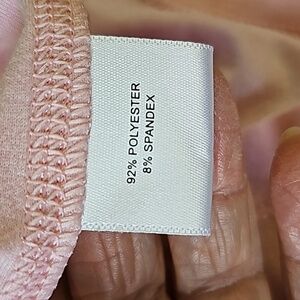 92% POLYESTER
8% SPANDEX